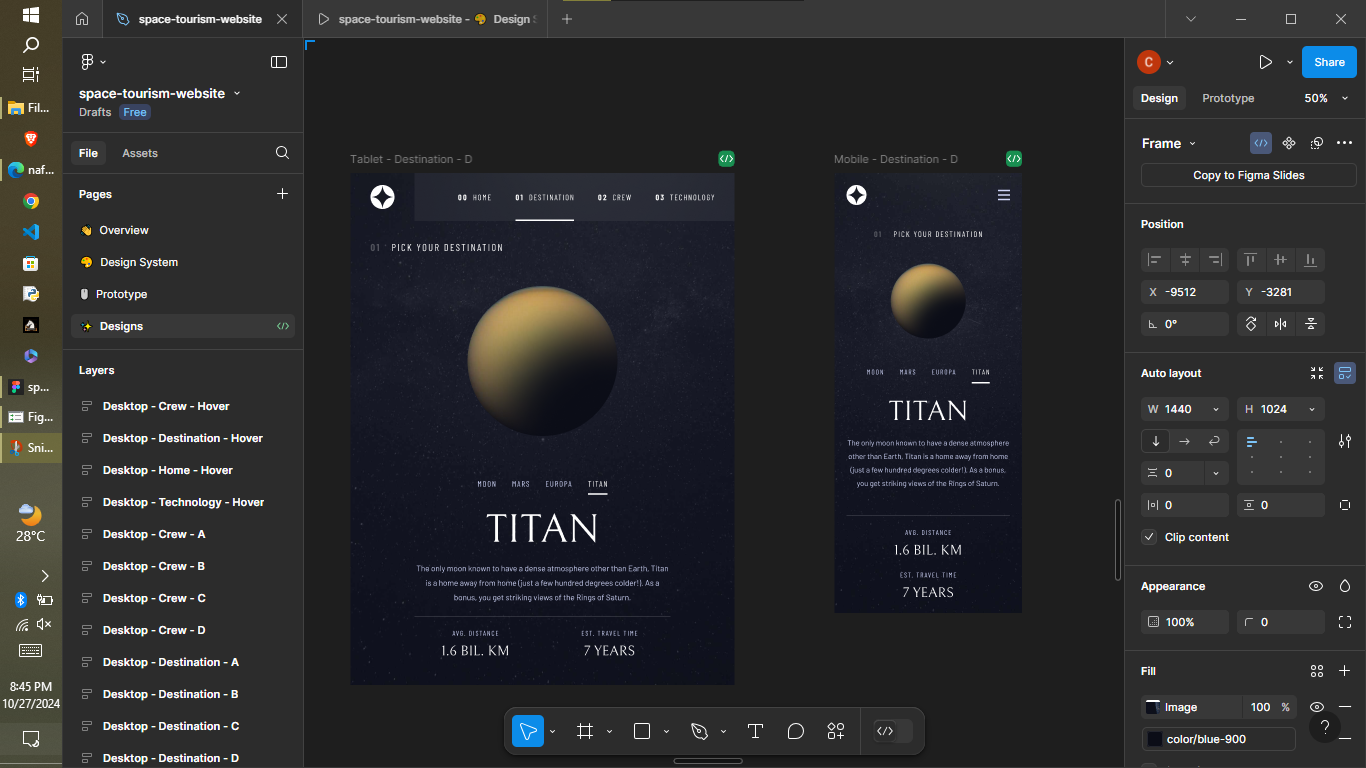 space-tourism-website
space-tourism-website - Design
Fil...
naf...
sp...
Fig...
Sni...
28°C
8:45 PM
10/27/2024
space-tourism-website
Drafts Free
File Assets
Pages
Overview
Design System
Prototype
Designs
Layers
Desktop - Crew - Hover
Desktop - Destination - Hover
Desktop - Home - Hover
Desktop - Technology - Hover
Desktop - Crew - A
Desktop - Crew - B
Desktop - Crew - C
Desktop - Crew - D
Desktop - Destination - A
Desktop - Destination - B
Desktop - Destination - C
Desktop - Destination - D
Tablet - Destination - D
00 HOME 01 DESTINATION 02 CREW 03 TECHNOLOGY
01 PICK YOUR DESTINATION
MOON MARS EUROPA TITAN
TITAN
The only moon known to have a dense atmosphere other than Earth, Titan
is a home away from home (just a few hundred degrees colder!). As a
bonus, you get striking views of the Rings of Saturn.
AVG. DISTANCE EST. TRAVEL TIME
1.6 BIL. KM 7 YEARS
Mobile - Destination - D
01 PICK YOUR DESTINATION
MOON MARS EUROPA TITAN
TITAN
The only moon known to have a dense atmosphere
other than Earth, Titan is a home away from home
(just a few hundred degrees colder!). As a bonus,
you get striking views of the Rings of Saturn.
AVG. DISTANCE
1.6 BIL. KM
EST. TRAVEL TIME
7 YEARS
C
Share
Design Prototype 50%
Frame
Copy to Figma Slides
Position
X -9512 Y -3281
0°
Auto layout
W 1440 H 1024
0
0 0
Clip content
Appearance
100% 0
Fill
Image 100 %
color/blue-900
?